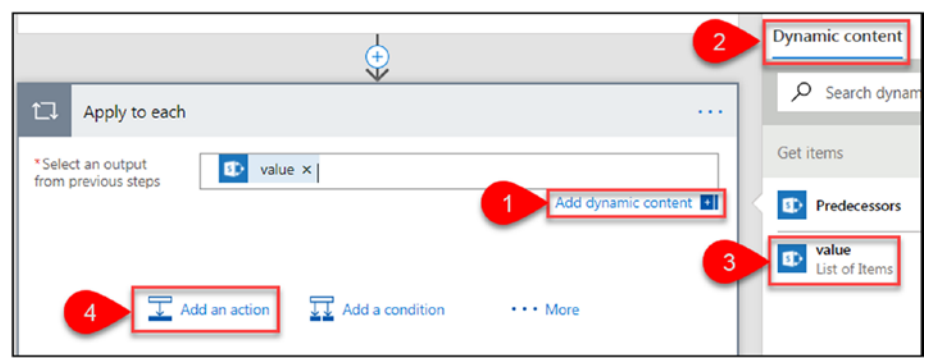 2
Dynamic content
Apply to each
...
Search dynam
*Select an output
from previous steps
value ×
Get items
1
Add dynamic content +
Predecessors
3
value
List of Items
4
Add an action
Add a condition
... More